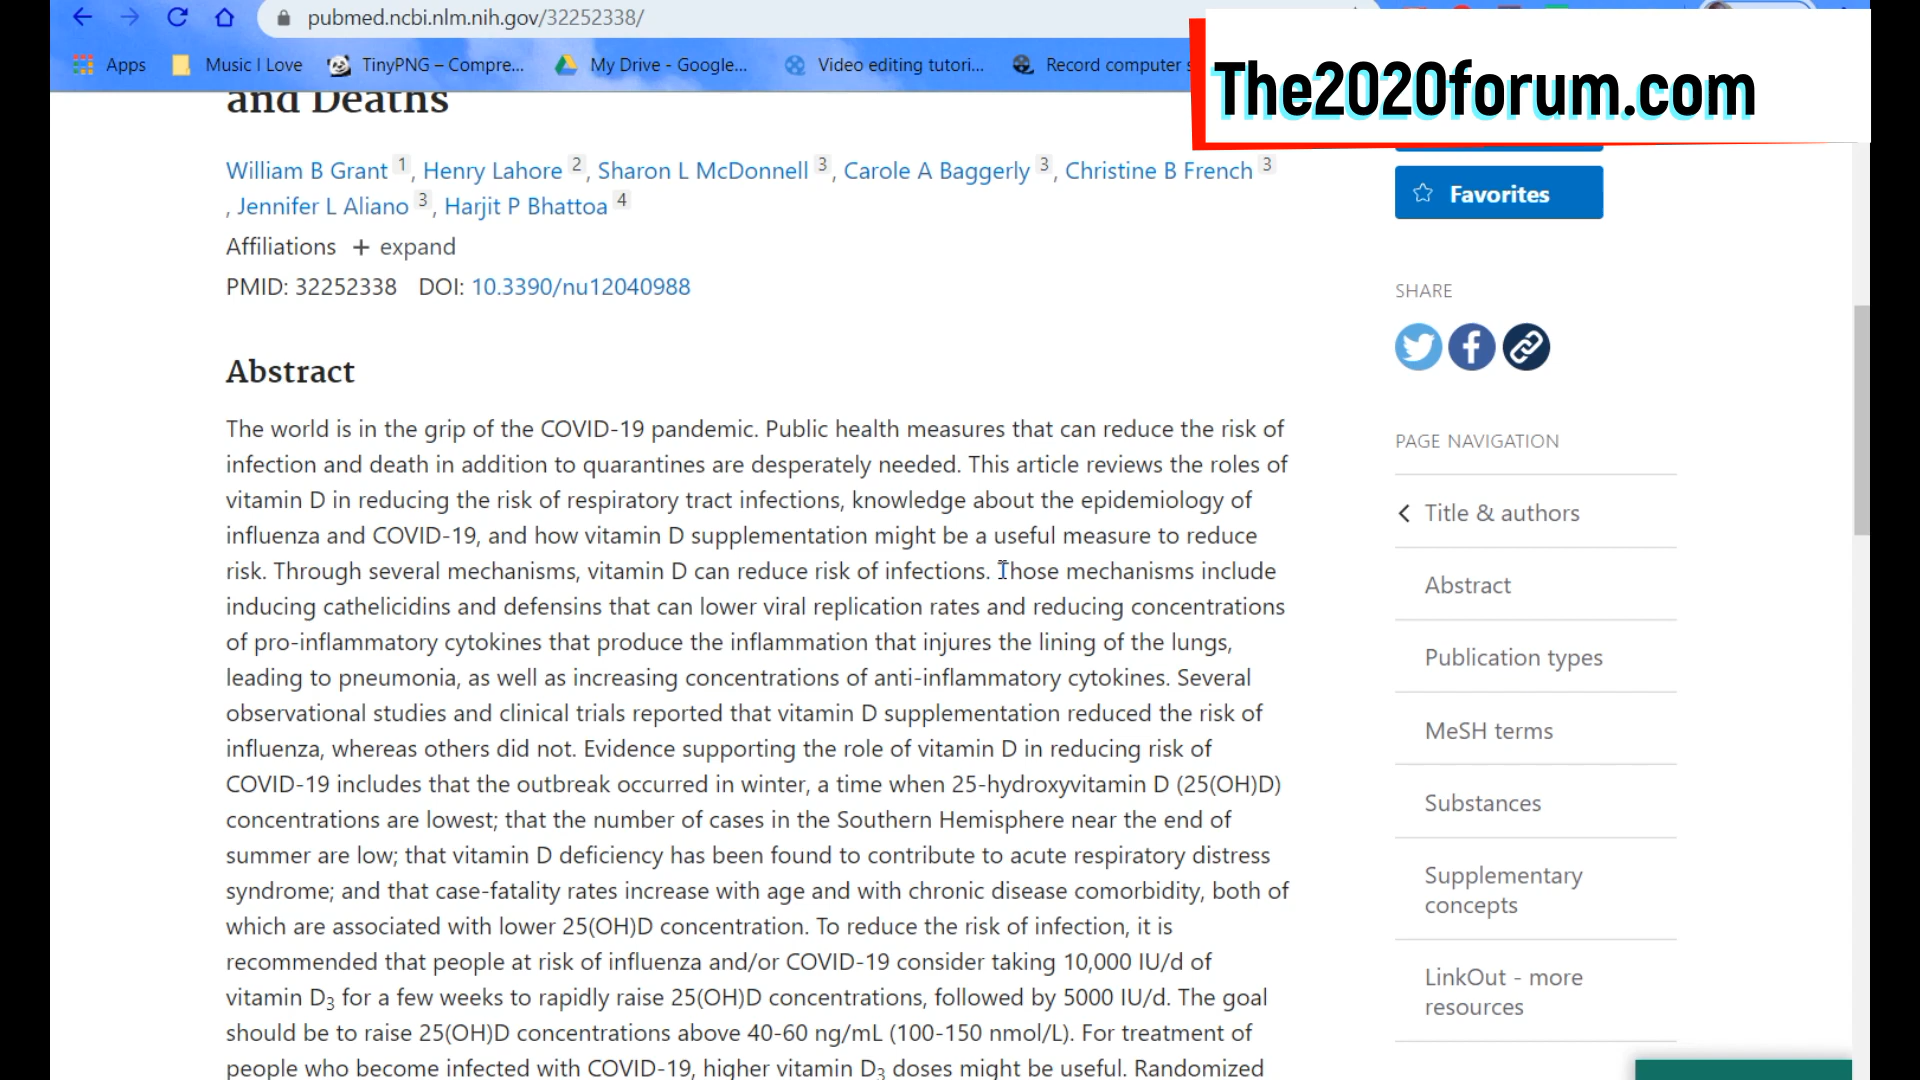 pubmed.ncbi.nlm.nih.gov/32252338/
Apps Music I Love TinyPNG – Compre... My Drive - Google... Video editing tutori... Record computer s
The2020forum.com
and Deaths
William B Grant 1 , Henry Lahore 2 , Sharon L McDonnell 3 , Carole A Baggerly 3 , Christine B French 3
, Jennifer L Aliano 3 , Harjit P Bhattoa 4
Affiliations + expand
PMID: 32252338 DOI: 10.3390/nu12040988
Abstract
The world is in the grip of the COVID-19 pandemic. Public health measures that can reduce the risk of
infection and death in addition to quarantines are desperately needed. This article reviews the roles of
vitamin D in reducing the risk of respiratory tract infections, knowledge about the epidemiology of
influenza and COVID-19, and how vitamin D supplementation might be a useful measure to reduce
risk. Through several mechanisms, vitamin D can reduce risk of infections. Those mechanisms include
inducing cathelicidins and defensins that can lower viral replication rates and reducing concentrations
of pro-inflammatory cytokines that produce the inflammation that injures the lining of the lungs,
leading to pneumonia, as well as increasing concentrations of anti-inflammatory cytokines. Several
observational studies and clinical trials reported that vitamin D supplementation reduced the risk of
influenza, whereas others did not. Evidence supporting the role of vitamin D in reducing risk of
COVID-19 includes that the outbreak occurred in winter, a time when 25-hydroxyvitamin D (25(OH)D)
concentrations are lowest; that the number of cases in the Southern Hemisphere near the end of
summer are low; that vitamin D deficiency has been found to contribute to acute respiratory distress
syndrome; and that case-fatality rates increase with age and with chronic disease comorbidity, both of
which are associated with lower 25(OH)D concentration. To reduce the risk of infection, it is
recommended that people at risk of influenza and/or COVID-19 consider taking 10,000 IU/d of
vitamin D3 for a few weeks to rapidly raise 25(OH)D concentrations, followed by 5000 IU/d. The goal
should be to raise 25(OH)D concentrations above 40-60 ng/mL (100-150 nmol/L). For treatment of
people who become infected with COVID-19, higher vitamin D3 doses might be useful. Randomized
Favorites
SHARE
PAGE NAVIGATION
Title & authors
Abstract
Publication types
MeSH terms
Substances
Supplementary
concepts
LinkOut - more
resources